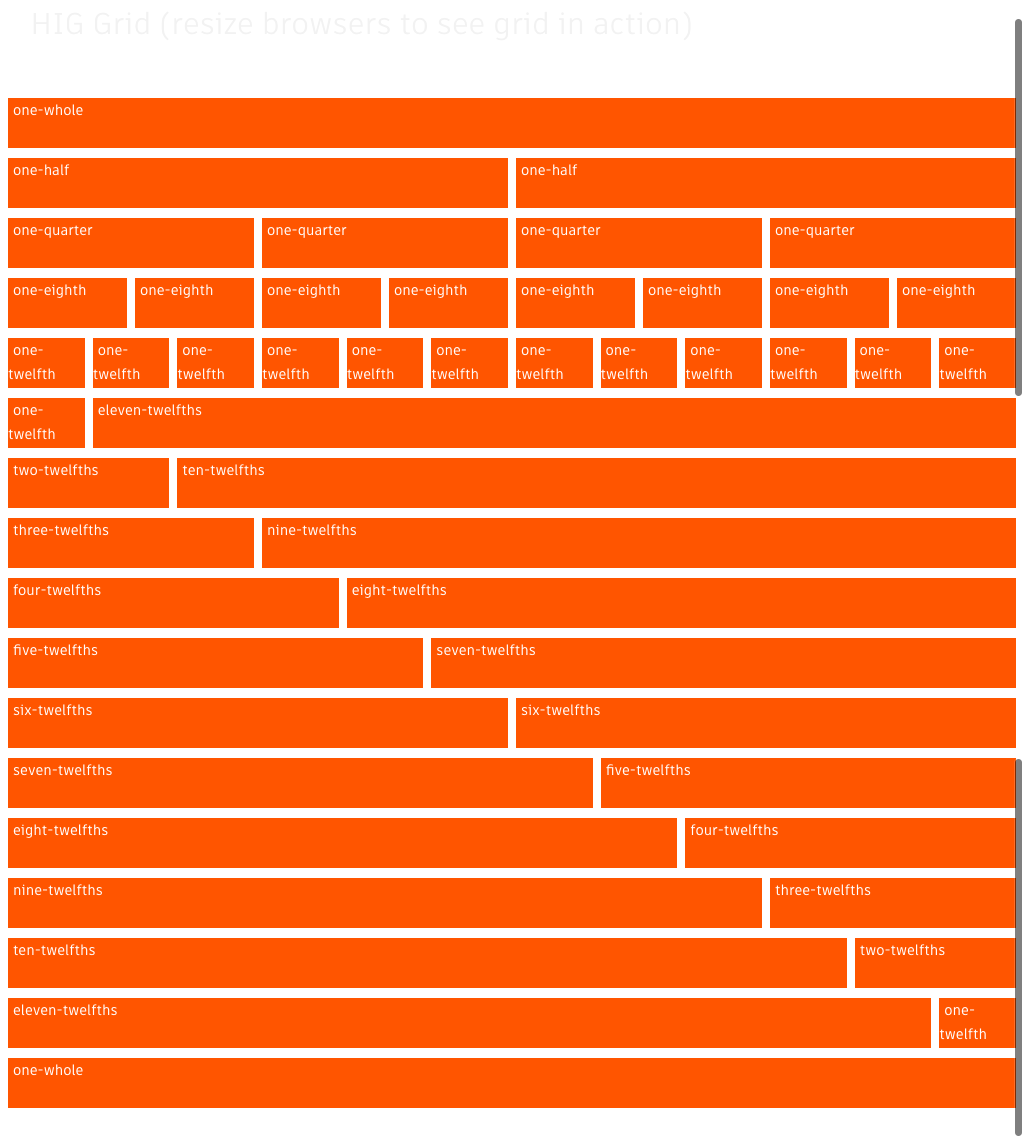 HIG Grid (resize browsers to see grid in action)
one-whole
one-half one-half
one-quarter one-quarter one-quarter one-quarter
one-eighth one-eighth one-eighth one-eighth one-eighth one-eighth one-eighth one-eighth
one- one- one- one- one- one- one- one- one- one- one- one-
twelfth twelfth twelfth twelfth twelfth twelfth twelfth twelfth twelfth twelfth twelfth twelfth
one- eleven-twelfths
twelfth
two-twelfths ten-twelfths
three-twelfths nine-twelfths
four-twelfths eight-twelfths
five-twelfths seven-twelfths
six-twelfths six-twelfths
seven-twelfths five-twelfths
eight-twelfths four-twelfths
nine-twelfths three-twelfths
ten-twelfths two-twelfths
eleven-twelfths one-
twelfth
one-whole